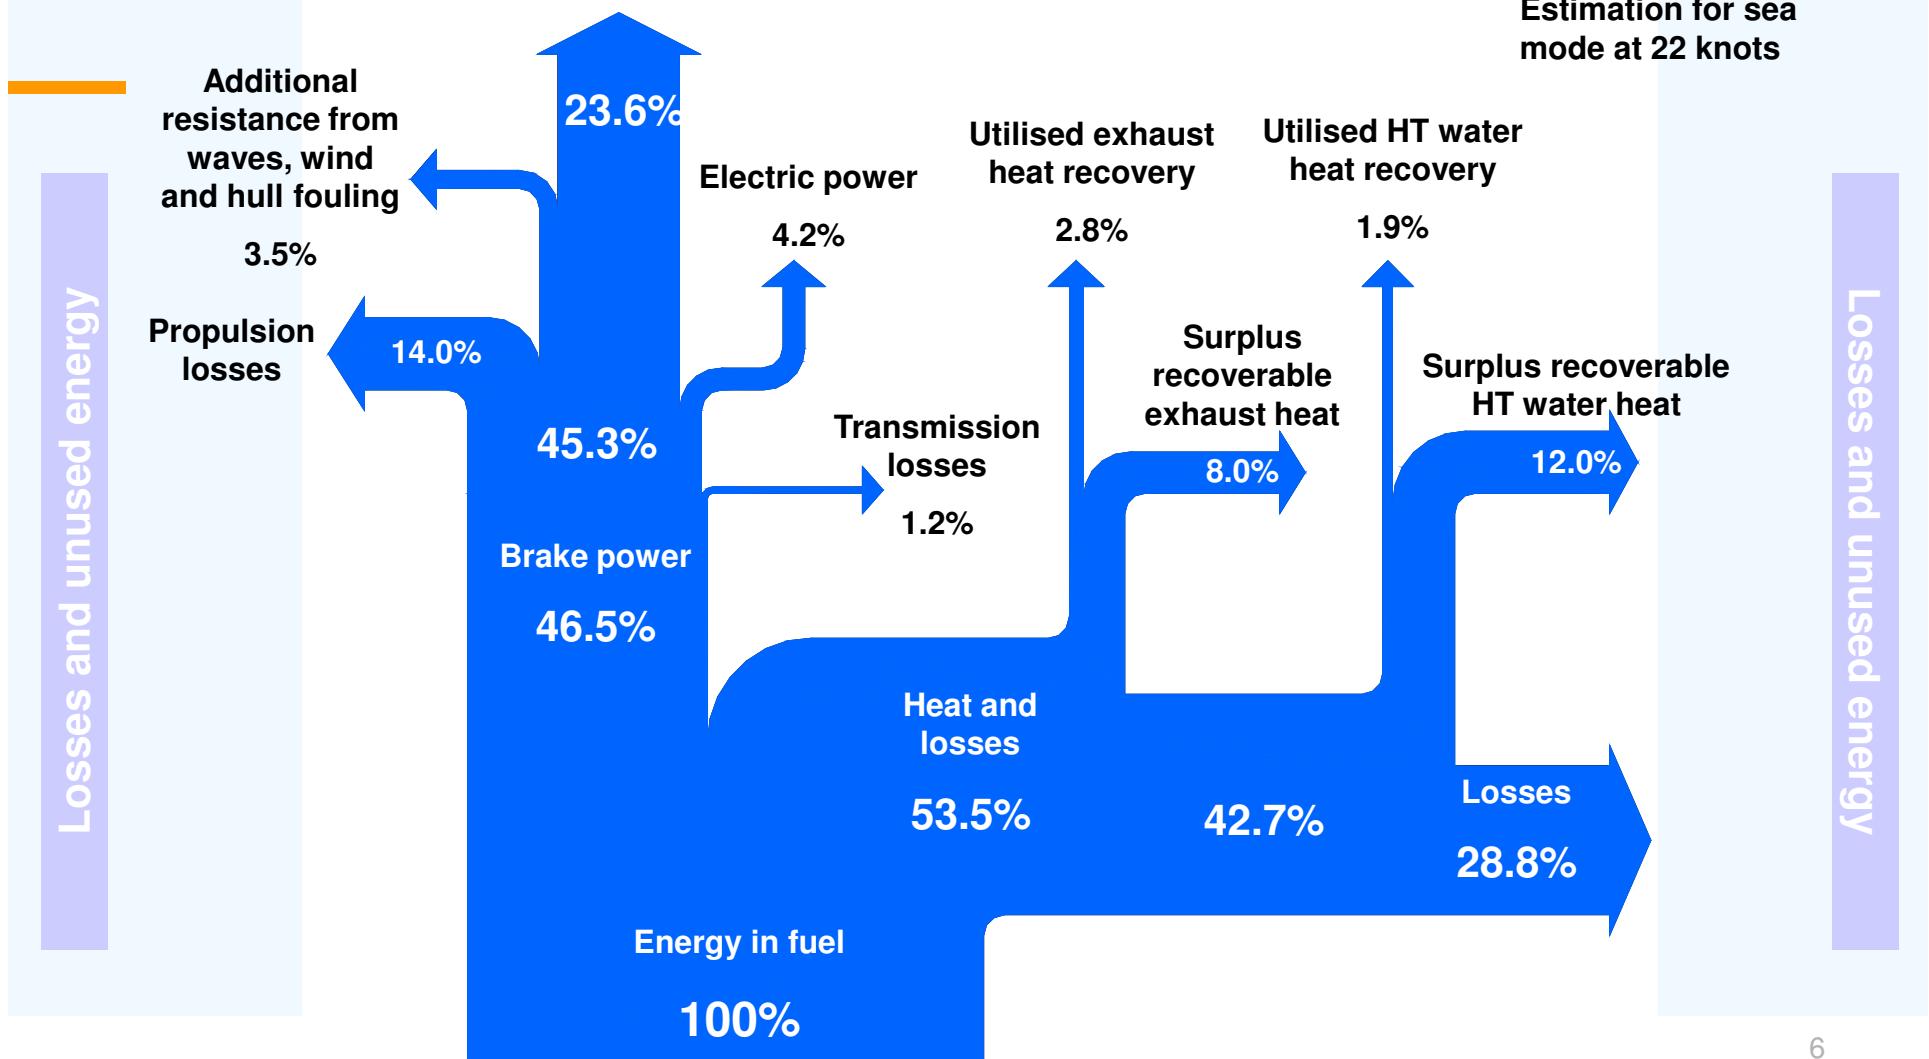 Estimation for sea
mode at 22 knots
Additional
resistance from
waves, wind
and hull fouling
3.5%
23.6%
Electric power
4.2%
Utilised exhaust
heat recovery
2.8%
Utilised HT water
heat recovery
1.9%
Propulsion
losses
14.0%
45.3%
Transmission
losses
1.2%
Surplus
recoverable
exhaust heat
8.0%
Surplus recoverable
HT water heat
12.0%
Brake power
46.5%
Heat and
losses
53.5%
42.7%
Losses
28.8%
Energy in fuel
100%
Losses and unused energy
Losses and unused energy
6